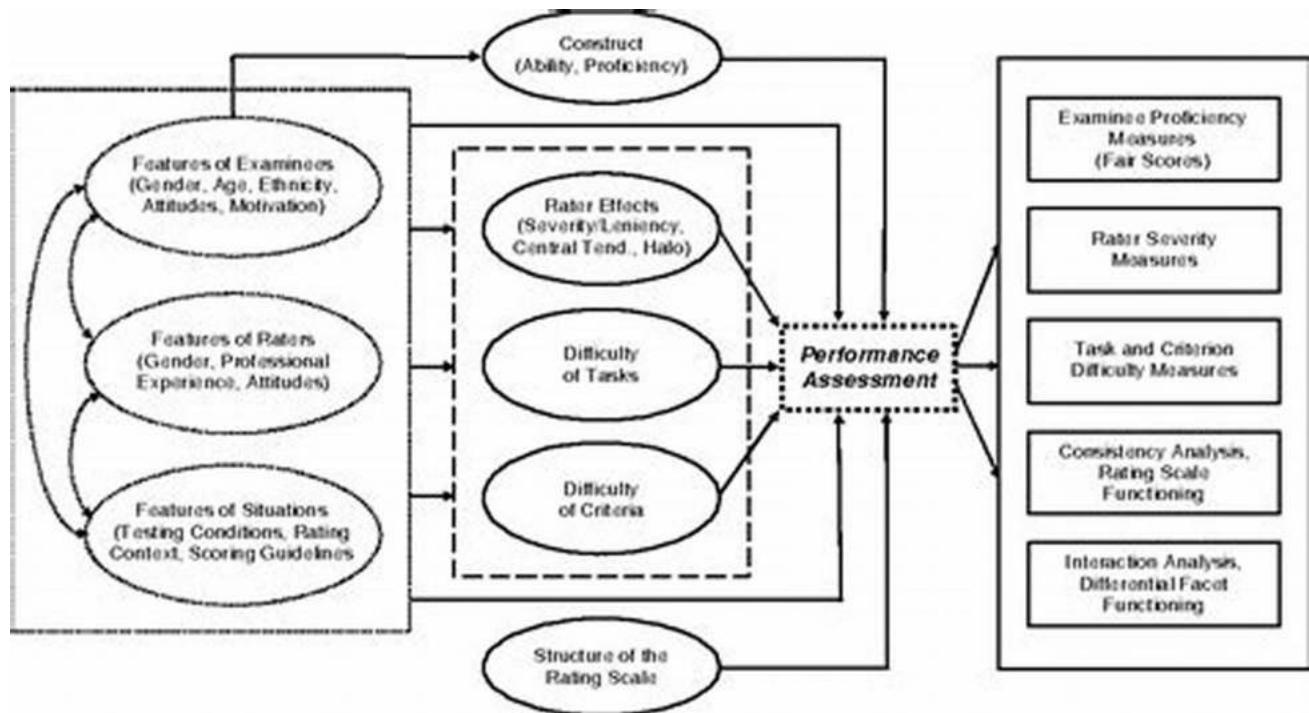 Construct
(Ability, Proficiency)
Features of Examinees
(Gender, Age, Ethnicity,
Attitudes, Motivation)
Features of Raters
(Gender, Professional
Experience, Attitudes)
Features of Situations
(Testing Conditions, Rating
Context, Scoring Guidelines
Rater Effects
(Severity/Leniency,
Central Tend., Halo)
Difficulty
of Tasks
Difficulty
of Criteria
Structure of the
Rating Scale
Performance
Assessment
Examinee Proficiency
Measures
(Fair Scores)
Rater Severity
Measures
Task and Criterion
Difficulty Measures
Consistency Analysis,
Rating Scale
Functioning
Interaction Analysis,
Differential Facet
Functioning